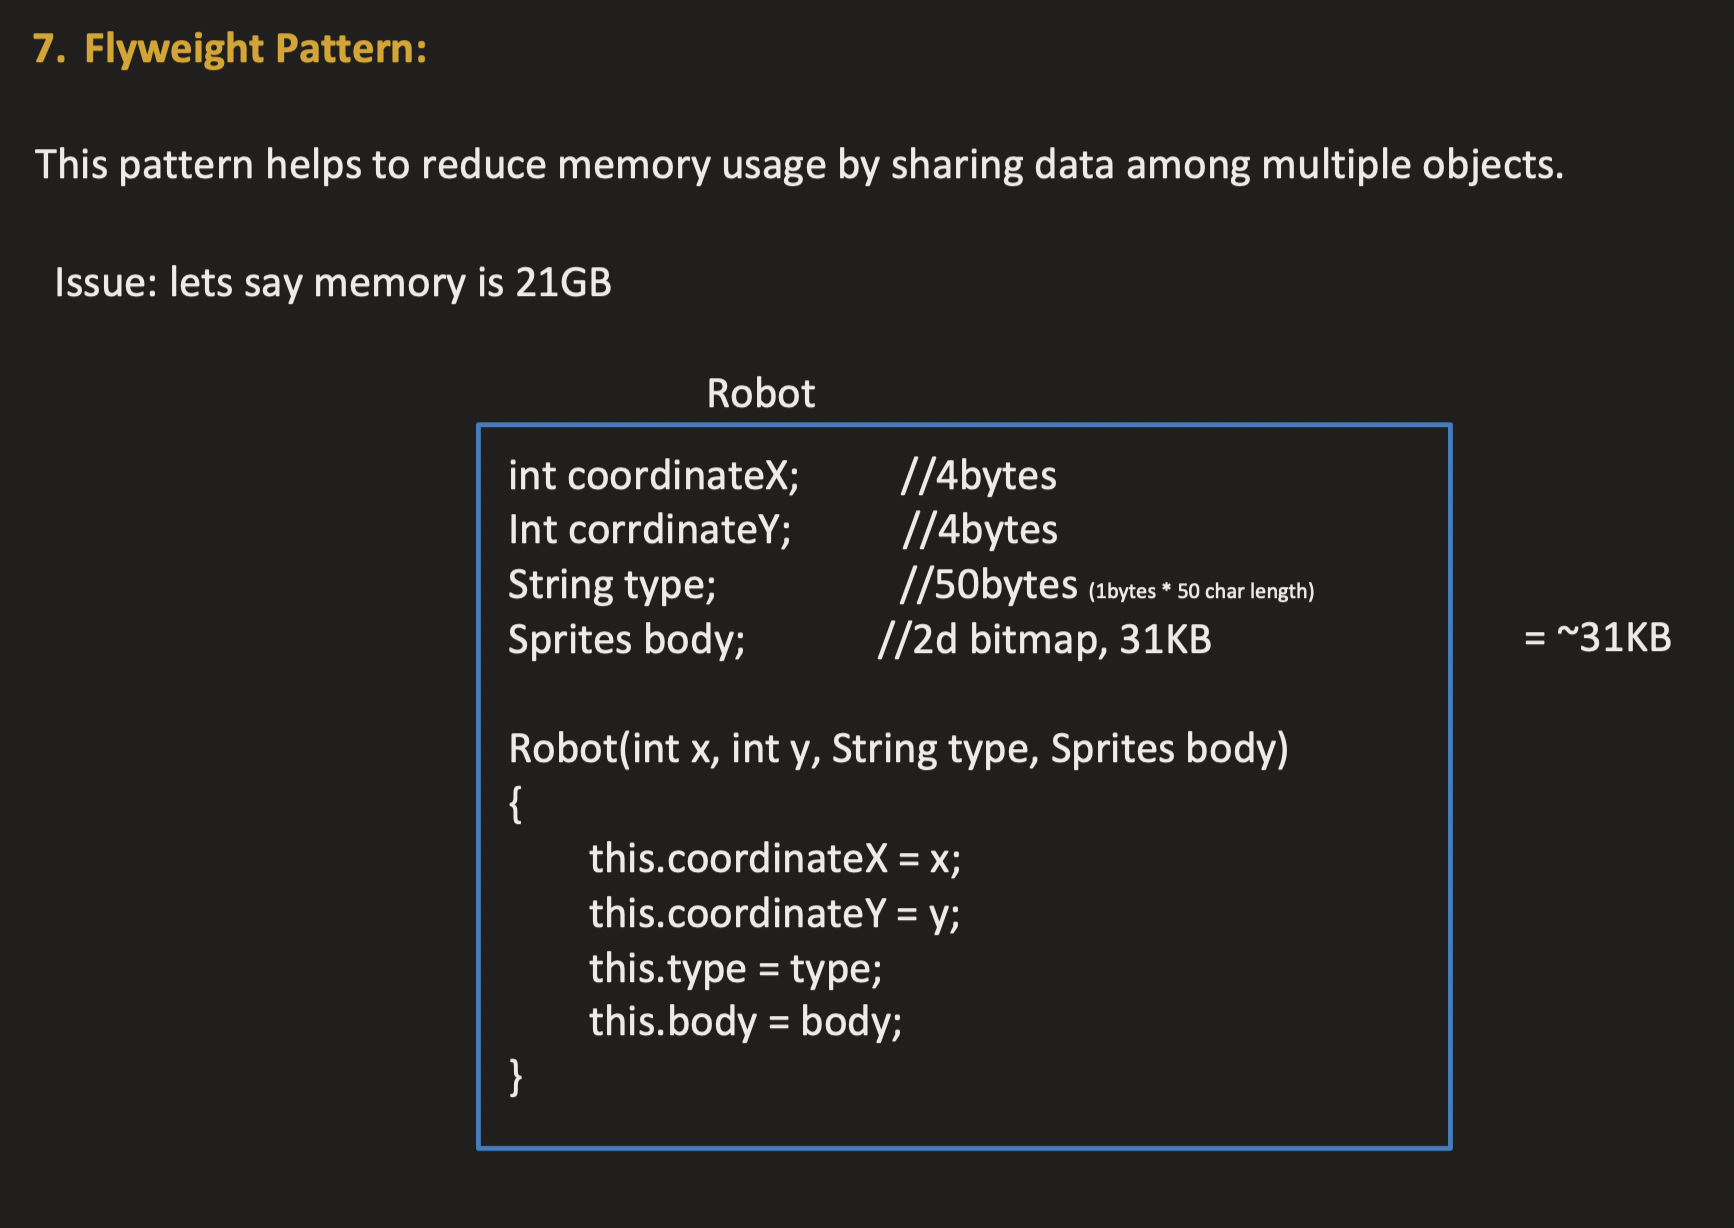 7. Flyweight Pattern:
This pattern helps to reduce memory usage by sharing data among multiple objects.
Issue: lets say memory is 21GB
Robot
int coordinateX; //4bytes
Int corrdinateY; //4bytes
String type; //50bytes (1bytes * 50 char length)
Sprites body; //2d bitmap, 31KB = ~31KB
Robot(int x, int y, String type, Sprites body)
{
this.coordinateX = x;
this.coordinateY = y;
this.type = type;
this.body = body;
}